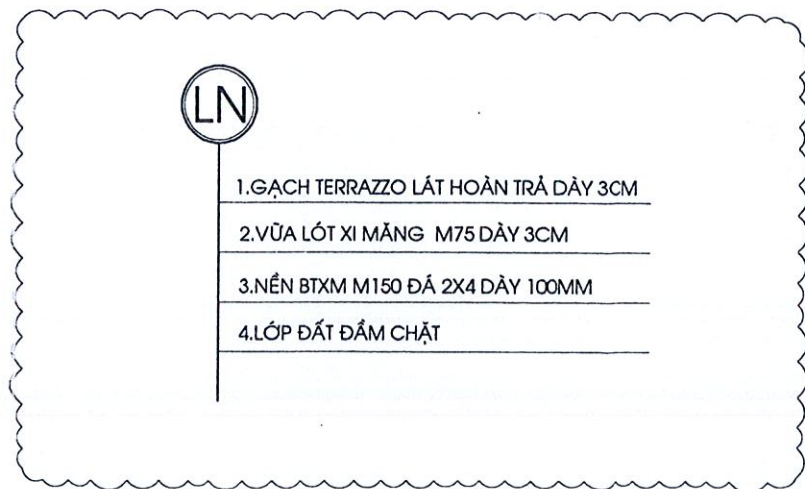 LN
1.GẠCH TERRAZZO LÁT HOÀN TRẢ DÀY 3CM
2.VỮA LÓT XI MĂNG M75 DÀY 3CM
3.NỀN BTXM M150 ĐÁ 2X4 DÀY 100MM
4.LỚP ĐẤT ĐẦM CHẶT